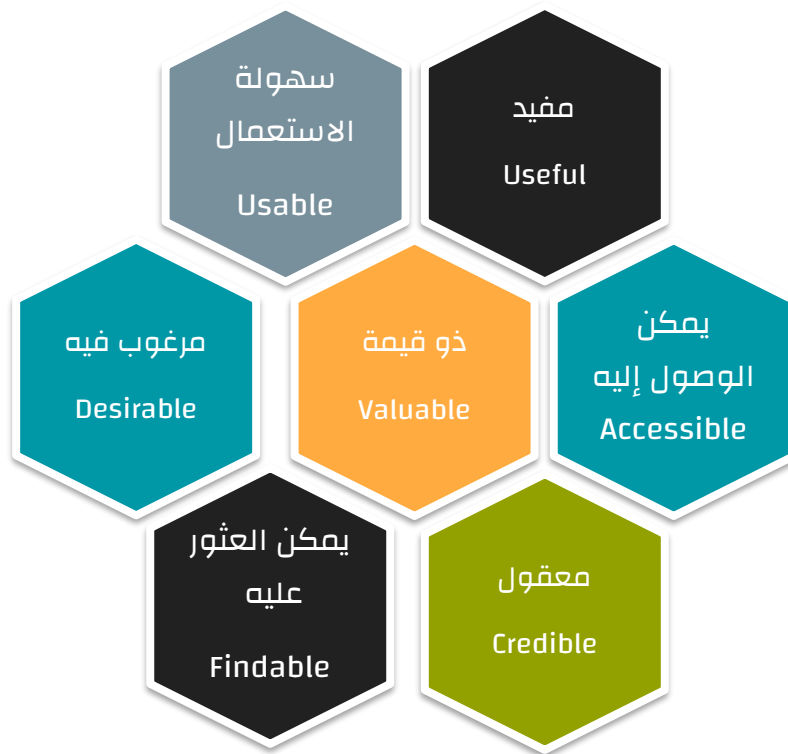 سهولة
الاستعمال
Usable
مفيد
Useful
مرغوب فيه
Desirable
ذو قيمة
Valuable
يمكن
الوصول إليه
Accessible
يمكن العثور
عليه
Findable
معقول
Credible